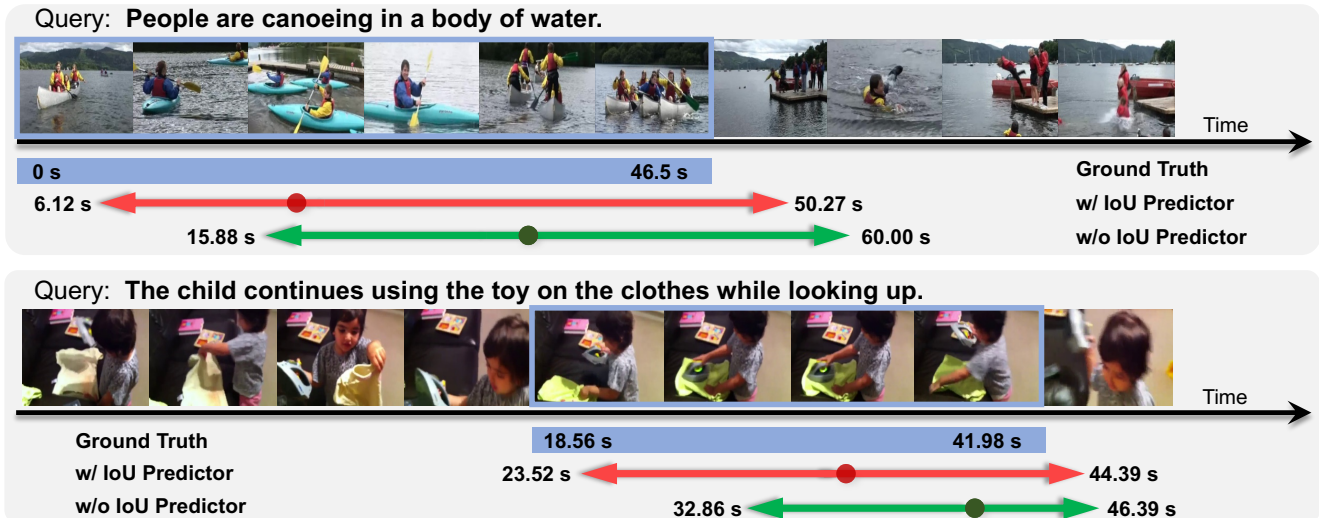 Query: People are canoeing in a body of water.
Time
0 s 46.5 s Ground Truth
6.12 s 50.27 s w/ IoU Predictor
15.88 s 60.00 s w/o IoU Predictor
Query: The child continues using the toy on the clothes while looking up.
Time
Ground Truth 18.56 s 41.98 s
w/ IoU Predictor 23.52 s 44.39 s
w/o IoU Predictor 32.86 s 46.39 s